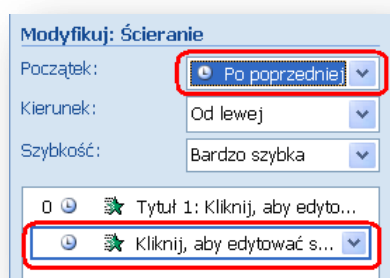 Modyfikuj: Ścieranie
Początek: Po poprzedniej
Kierunek: Od lewej
Szybkość: Bardzo szybka
0 Tytuł 1: Kliknij, aby edyto...
Kliknij, aby edytować s...